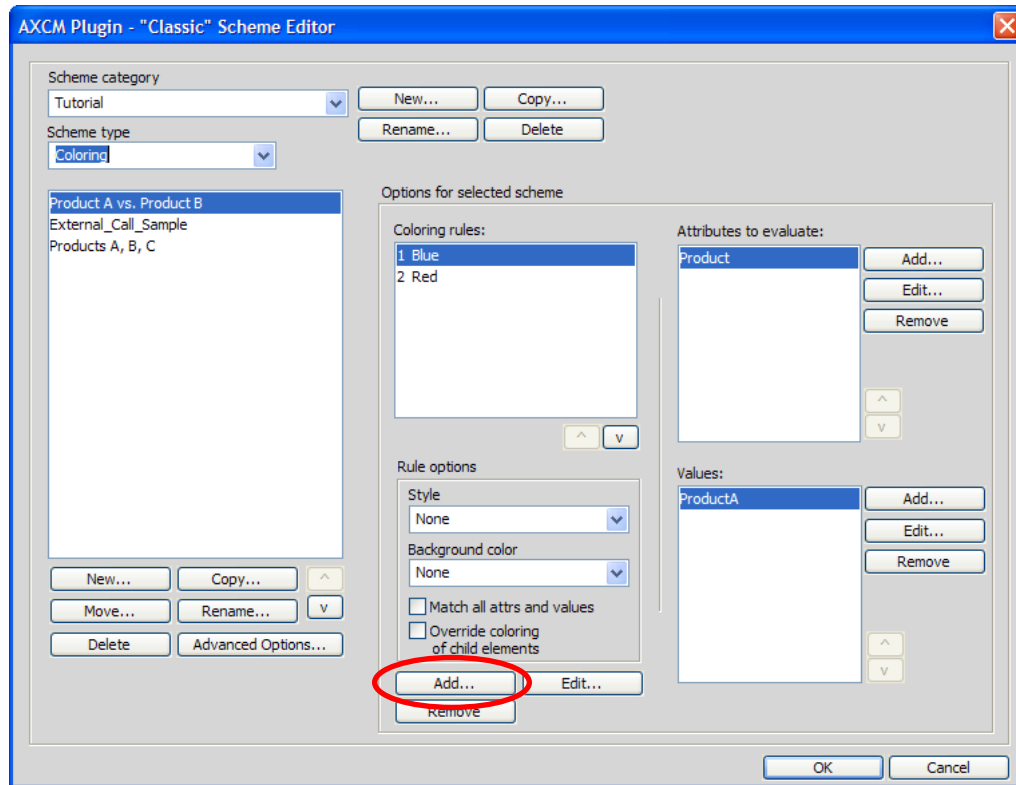 AXCM Plugin - "Classic" Scheme Editor
Scheme category
Tutorial
New...
Copy...
Rename...
Delete
Scheme type
Coloring
Product A vs. Product B
External_Call_Sample
Products A, B, C
New...
Copy...
^
Move...
Rename...
v
Delete
Advanced Options...
Options for selected scheme
Coloring rules:
1 Blue
2 Red
^
v
Rule options
Style
None
Background color
None
Match all attrs and values
Override coloring
of child elements
Add...
Edit...
Remove
Attributes to evaluate:
Product
Add...
Edit...
Remove
^
v
Values:
ProductA
Add...
Edit...
Remove
^
v
OK
Cancel